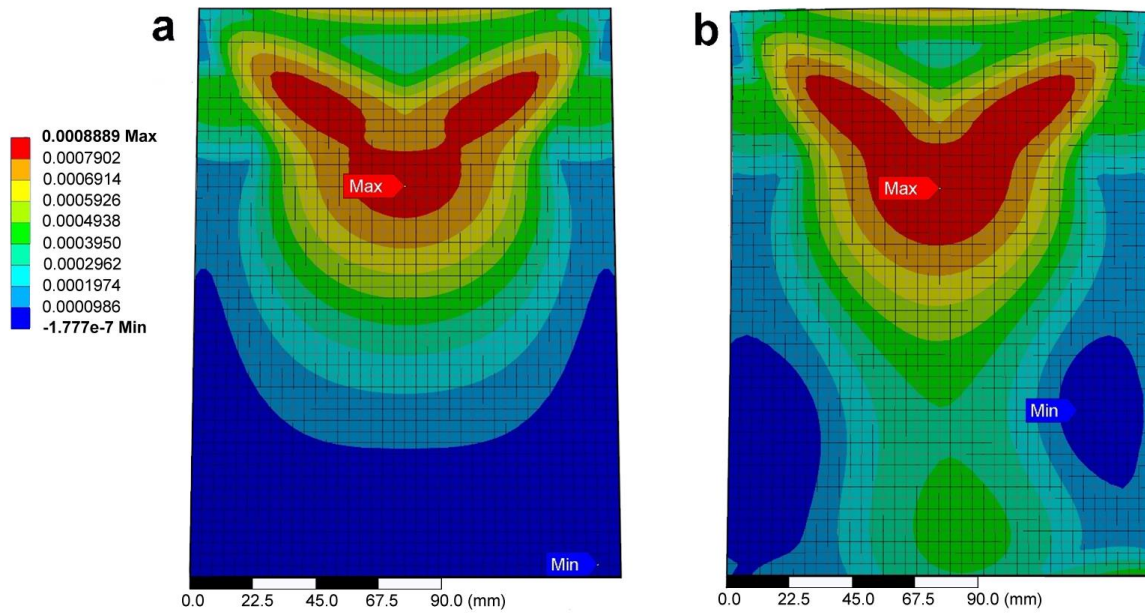 a
b
0.0008889 Max
0.0007902
0.0006914
0.0005926
0.0004938
0.0003950
0.0002962
0.0001974
0.0000986
-1.777e-7 Min
Max
Max
Min
Min
0.0 22.5 45.0 67.5 90.0 (mm)
0.0 22.5 45.0 67.5 90.0 (mm)